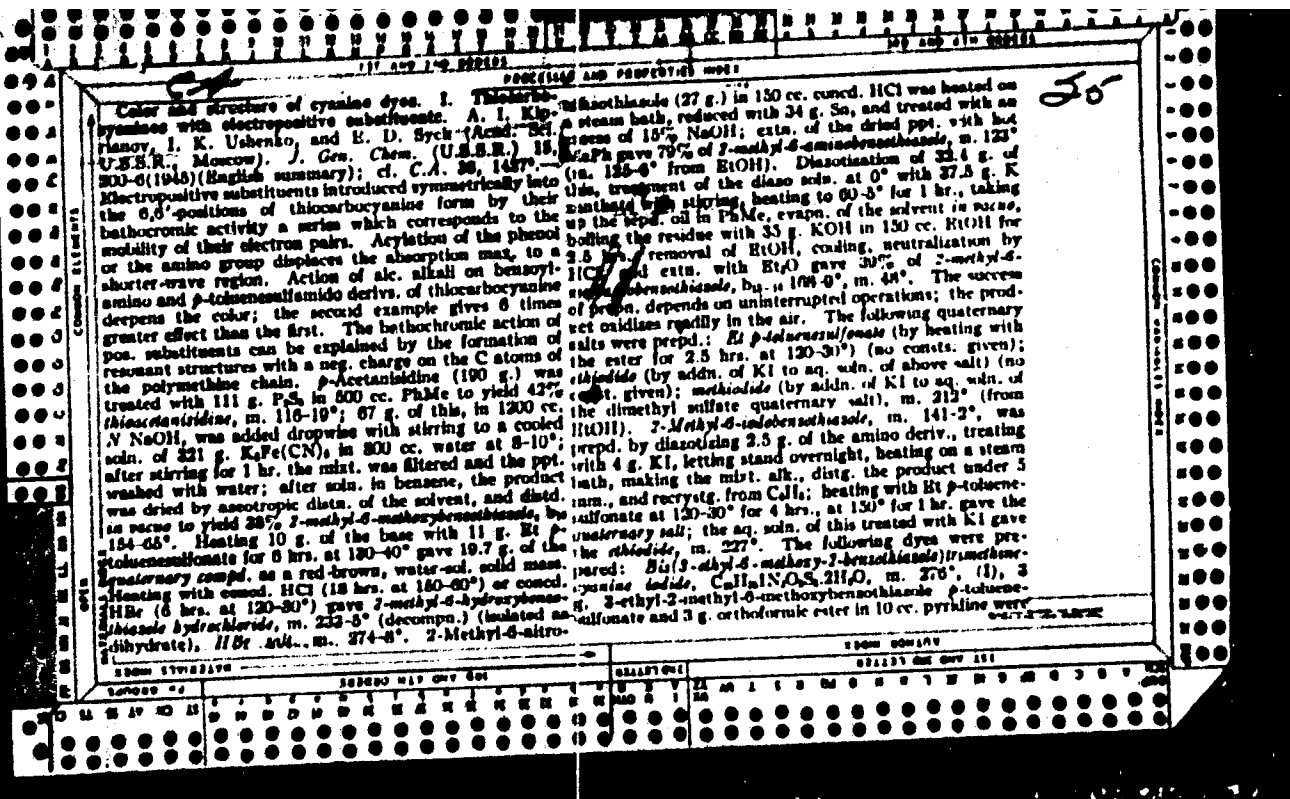 PROCESSES AND PROPERTIES INDEX
Color and structure of cyanine dyes. I. Thiocarbo-
cyanines with electropositive substituents. A. I. Kip-
rianov, I. K. Ushenko, and E. D. Sych (Acad. Sci.
U.S.S.R., Moscow). J. Gen. Chem. (U.S.S.R.) 15,
200-6(1945)(English summary); cf. C.A.
Electropositive substituents introduced symmetrically into
the 6,6'-positions of thiocarbocyanine form by their
bathocromic activity a series which corresponds to the
mobility of their electron pairs. Acylation of the phenol
or the amino group displaces the absorption max. to a
shorter-wave region. Action of alc. alkali on benzoyl-
amino and p-toluenesulfamido derivs. of thiocarbocyanine
deepens the color; the second example gives 6 times
greater effect than the first. The bathochromic action of
pos. substituents can be explained by the formation of
resonant structures with a neg. charge on the C atoms of
the polymethine chain. p-Acetanisidine (190 g.) was
treated with 111 g. P₂S₅ in 500 cc. PhMe to yield 42%
thioacetanisidine, m. 115-19°; 67 g. of this, in 1200 cc.
N NaOH, was added dropwise with stirring to a cooled
soln. of 321 g. K₃Fe(CN)₆ in 800 cc. water at 8-10°;
after stirring for 1 hr. the mixt. was filtered and the ppt.
washed with water; after soln. in benzene, the product
was dried by azeotropic distn. of the solvent, and distd.
in vacuo to yield 38% 2-methyl-6-methoxybenzothiazole,
154-65°. Heating 10 g. of the base with 11 g. Et p-
toluenesulfonate for 6 hrs. at 130-40° gave 19.7 g. of the
quaternary compd. as a red-brown, water-sol. solid mass.
Heating with concd. HCl (18 hrs. at 150-60°) or concd.
HBr (6 hrs. at 120-30°) gave 2-methyl-6-hydroxybenzo-
thiazole hydrochloride, m. 232-5° (decompn.) (isolated as
dihydrate), HBr salt, m. 274-6°. 2-Methyl-6-nitro-
benzothiazole (27 g.) in 150 cc. concd. HCl was heated on
a steam bath, reduced with 34 g. Sn, and treated with an
excess of 15% NaOH; extn. of the dried ppt. with hot
PhMe gave 79% of 2-methyl-6-aminobenzothiazole, m. 123°
(m. 125-6° from EtOH). Diazotization of 32.4 g. of
this, treatment of the diazo soln. at 0° with 37.5 g. K
xanthate with stirring, heating to 60-5° for 1 hr., taking
up the sepd. oil in PhMe, evapn. of the solvent in vacuo,
boiling the residue with 35 g. KOH in 150 cc. EtOH for
2.5 hrs., removal of EtOH, cooling, neutralization by
HCl and extn. with Et₂O gave 30% of 2-methyl-6-
m. 48°. The success
of prepn. depends on uninterrupted operations; the prod-
uct oxidizes readily in the air. The following quaternary
salts were prepd.: Et p-toluenesulfonate (by heating with
the ester for 2.5 hrs. at 120-30°) (no consts. given);
ethiodide (by addn. of KI to aq. soln. of above salt) (no
const. given); methiodide (by addn. of KI to aq. soln. of
the dimethyl sulfate quaternary salt), m. 212° (from
EtOH). 2-Methyl-6-iodobenzothiazole, m. 141-2°, was
prepd. by diazotizing 2.5 g. of the amino deriv., treating
with 4 g. KI, letting stand overnight, heating on a steam
bath, making the mixt. alk., distg. the product under 5
mm., and recrystg. from C₆H₆; heating with Et p-toluene-
sulfonate at 120-30° for 4 hrs., at 150° for 1 hr. gave the
quaternary salt; the aq. soln. of this treated with KI gave
the ethiodide, m. 227°. The following dyes were pre-
pared: Bis(3-ethyl-6-methoxy-2-benzothiazole)trimethine-
cyanine iodide, m. 276°, (I), 3
g. 3-ethyl-2-methyl-6-methoxybenzothiazole p-toluene-
sulfonate and 3 g. orthoformic ester in 10 cc. pyridine were